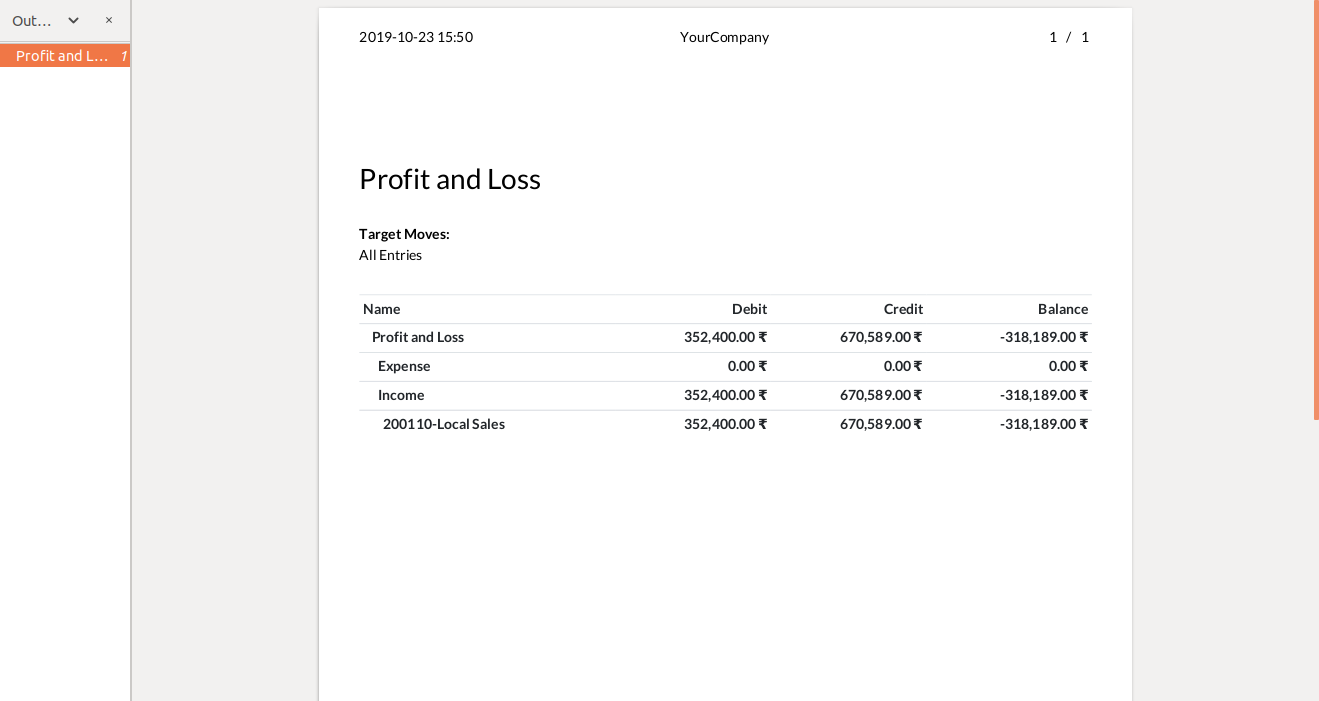 Out...
Profit and L... 1
2019-10-23 15:50 YourCompany 1 / 1
Profit and Loss
Target Moves:
All Entries
Name Debit Credit Balance
Profit and Loss 352,400.00 ₹ 670,589.00 ₹ -318,189.00 ₹
Expense 0.00 ₹ 0.00 ₹ 0.00 ₹
Income 352,400.00 ₹ 670,589.00 ₹ -318,189.00 ₹
200110-Local Sales 352,400.00 ₹ 670,589.00 ₹ -318,189.00 ₹